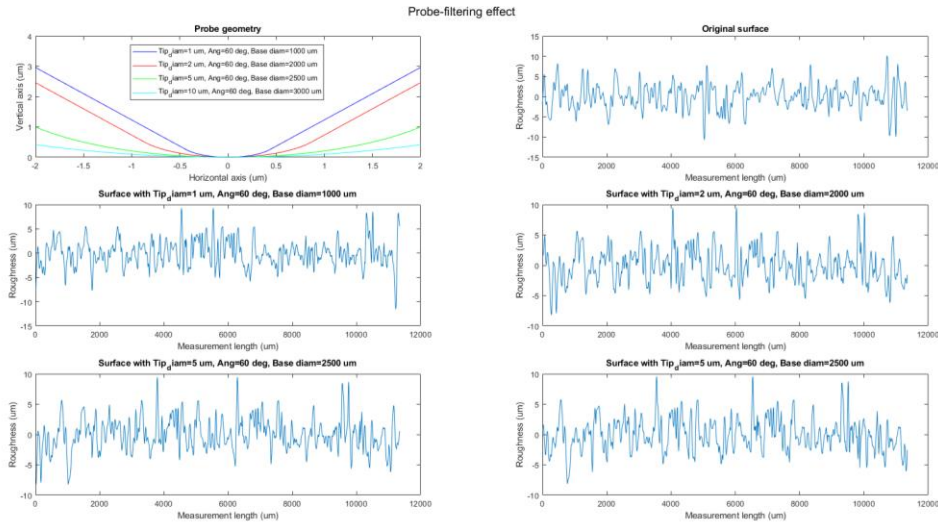 Probe-filtering effect
Probe geometry
4
3
2
1
0
Vertical axis (um)
Tip_diam=1 um, Ang=60 deg, Base diam=1000 um
Tip_diam=2 um, Ang=60 deg, Base diam=2000 um
Tip_diam=5 um, Ang=60 deg, Base diam=2500 um
Tip_diam=10 um, Ang=60 deg, Base diam=3000 um
-2 -1.5 -1 -0.5 0 0.5 1 1.5 2
Horizontal axis (um)
Original surface
15
10
5
0
-5
-10
-15
Roughness (um)
0 2000 4000 6000 8000 10000 12000
Measurement length (um)
Surface with Tip_diam=1 um, Ang=60 deg, Base diam=1000 um
10
5
0
-5
-10
-15
Roughness (um)
0 2000 4000 6000 8000 10000 12000
Measurement length (um)
Surface with Tip_diam=2 um, Ang=60 deg, Base diam=2000 um
10
5
0
-5
-10
Roughness (um)
0 2000 4000 6000 8000 10000 12000
Measurement length (um)
Surface with Tip_diam=5 um, Ang=60 deg, Base diam=2500 um
10
5
0
-5
-10
Roughness (um)
0 2000 4000 6000 8000 10000 12000
Measurement length (um)
Surface with Tip_diam=5 um, Ang=60 deg, Base diam=2500 um
10
5
0
-5
-10
Roughness (um)
0 2000 4000 6000 8000 10000 12000
Measurement length (um)